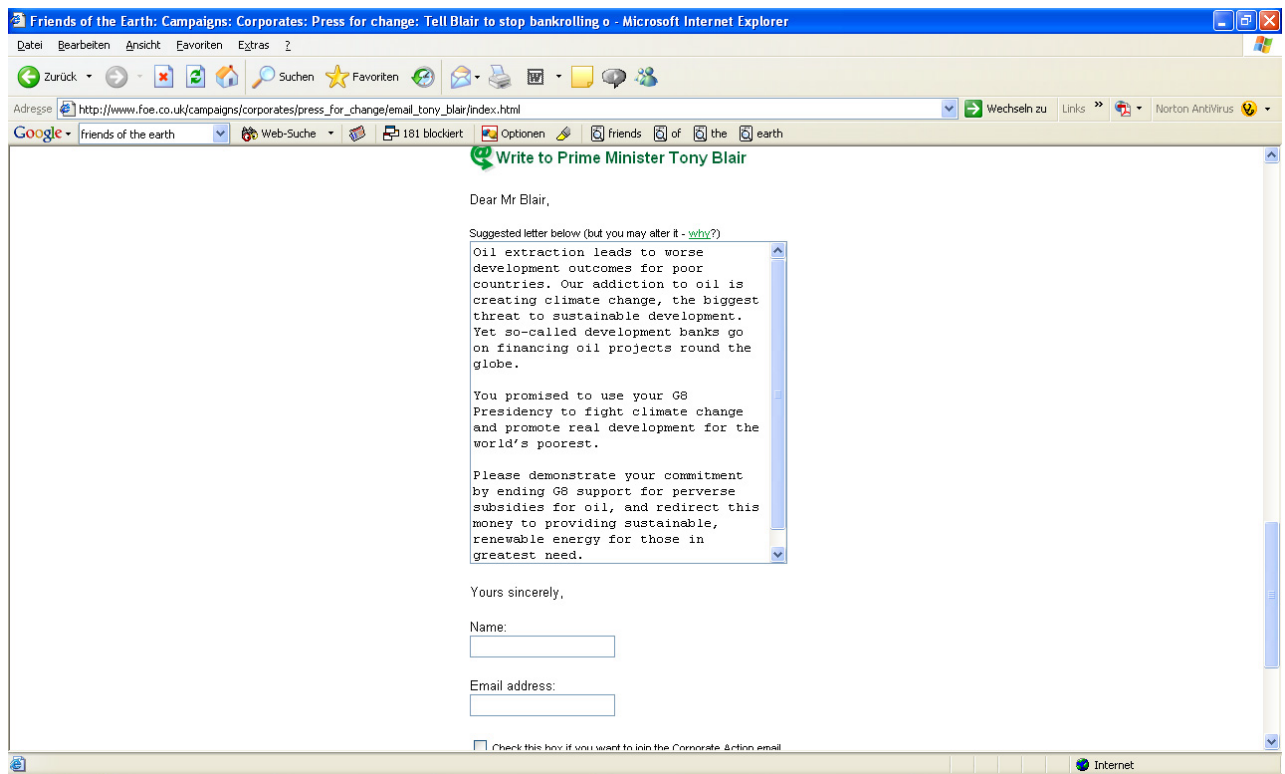 Friends of the Earth: Campaigns: Corporates: Press for change: Tell Blair to stop bankrolling o - Microsoft Internet Explorer
Datei Bearbeiten Ansicht Favoriten Extras ?
Zurück Suchen Favoriten
Adresse http://www.foe.co.uk/campaigns/corporates/press_for_change/email_tony_blair/index.html Wechseln zu Links » Norton AntiVirus
Google friends of the earth Web-Suche 181 blockiert Optionen friends of the earth
Write to Prime Minister Tony Blair
Dear Mr Blair,
Suggested letter below (but you may alter it - why?)
Oil extraction leads to worse
development outcomes for poor
countries. Our addiction to oil is
creating climate change, the biggest
threat to sustainable development.
Yet so-called development banks go
on financing oil projects round the
globe.
You promised to use your G8
Presidency to fight climate change
and promote real development for the
world's poorest.
Please demonstrate your commitment
by ending G8 support for perverse
subsidies for oil, and redirect this
money to providing sustainable,
renewable energy for those in
greatest need.
Yours sincerely,
Name:
Email address:
Check this box if you want to join the Corporate Action email
Internet